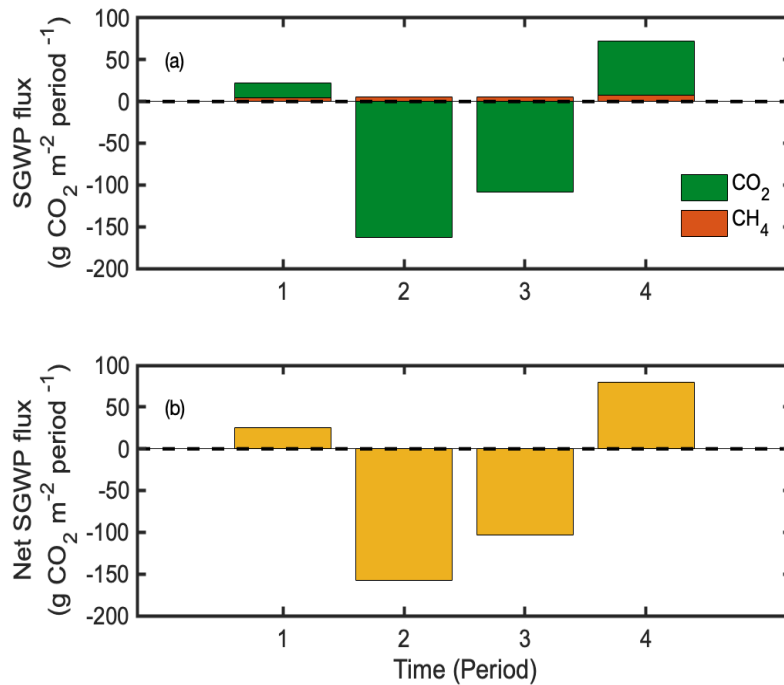 100
50
0
-50
-100
-150
-200
(a)
SGWP flux
(g CO₂ m⁻² period ⁻¹)
CO₂
CH₄
1 2 3 4
100
50
0
-50
-100
-150
-200
(b)
Net SGWP flux
(g CO₂ m⁻² period ⁻¹)
1 2 3 4
Time (Period)